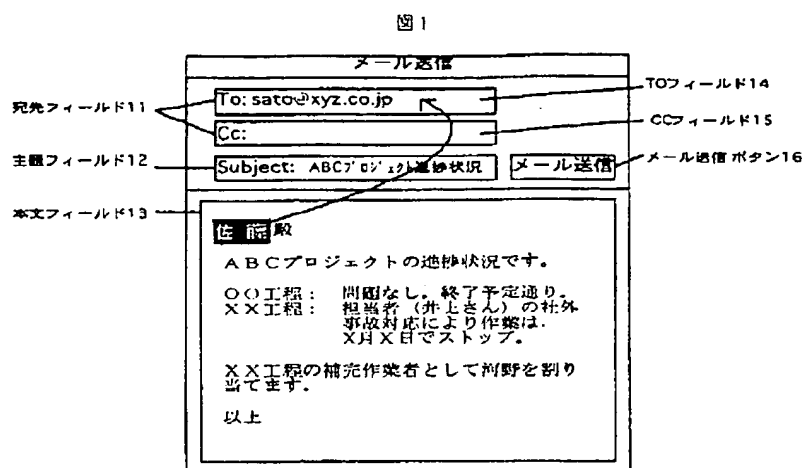 図1
メール送信
宛先フィールド11
To: sato@xyz.co.jp
TOフィールド14
Cc:
CCフィールド15
主題フィールド12
Subject: ABCプロジェクト進捗状況
メール送信
メール送信 ボタン16
本文フィールド13
佐藤殿
ABCプロジェクトの進捗状況です。
〇〇工程: 問題なし。終了予定通り。
XX工程: 担当者(井上さん)の社外
事故対応により作業は.
X月X日でストップ。
XX工程の補充作業者として河野を割り
当てます。
以上